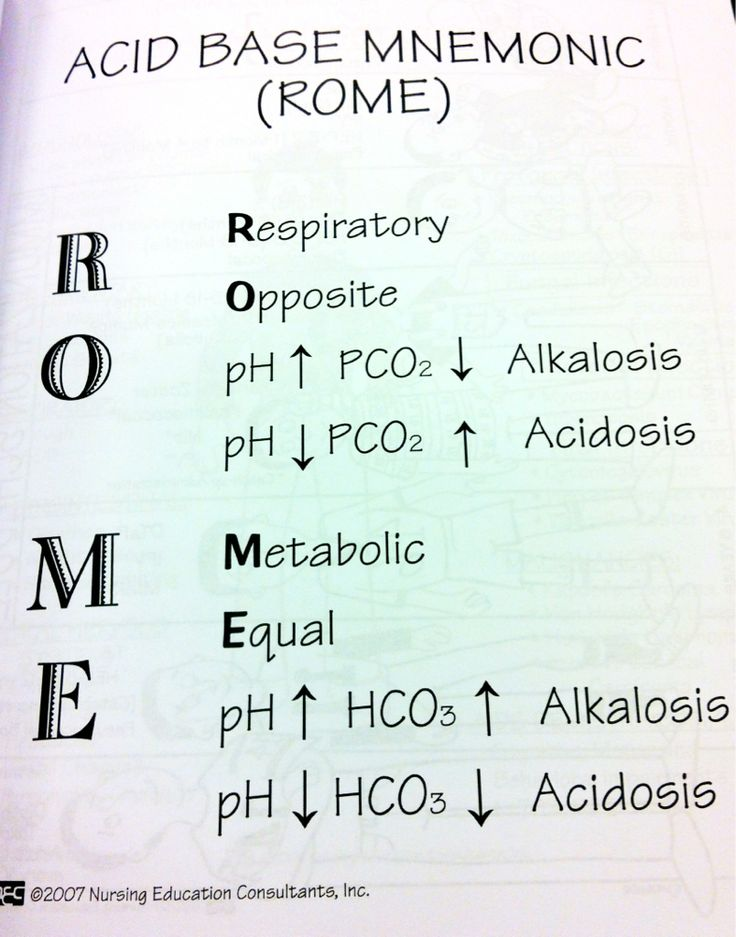 ACID BASE MNEMONIC
(ROME)
R
Respiratory
O
Opposite
pH ↑ PCO₂ ↓ Alkalosis
pH ↓ PCO₂ ↑ Acidosis
M
Metabolic
E
Equal
pH ↑ HCO₃ ↑ Alkalosis
pH ↓ HCO₃ ↓ Acidosis
©2007 Nursing Education Consultants, Inc.